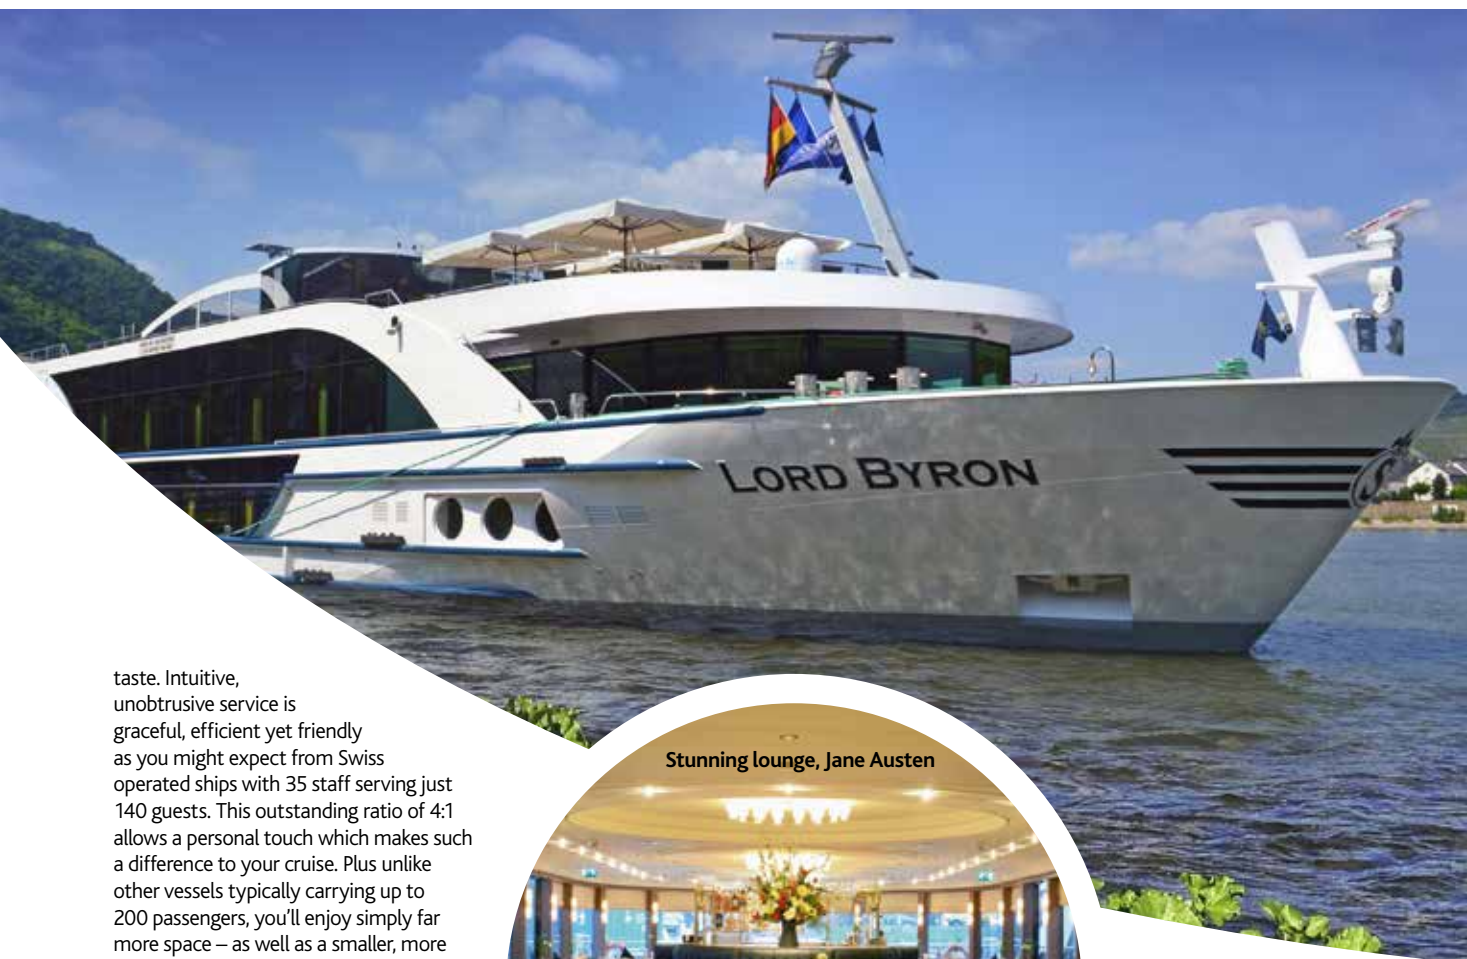 LORD BYRON
taste. Intuitive,
unobtrusive service is
graceful, efficient yet friendly
as you might expect from Swiss
operated ships with 35 staff serving just
140 guests. This outstanding ratio of 4:1
allows a personal touch which makes such
a difference to your cruise. Plus unlike
other vessels typically carrying up to
200 passengers, you’ll enjoy simply far
more space – as well as a smaller, more
Stunning lounge, Jane Austen